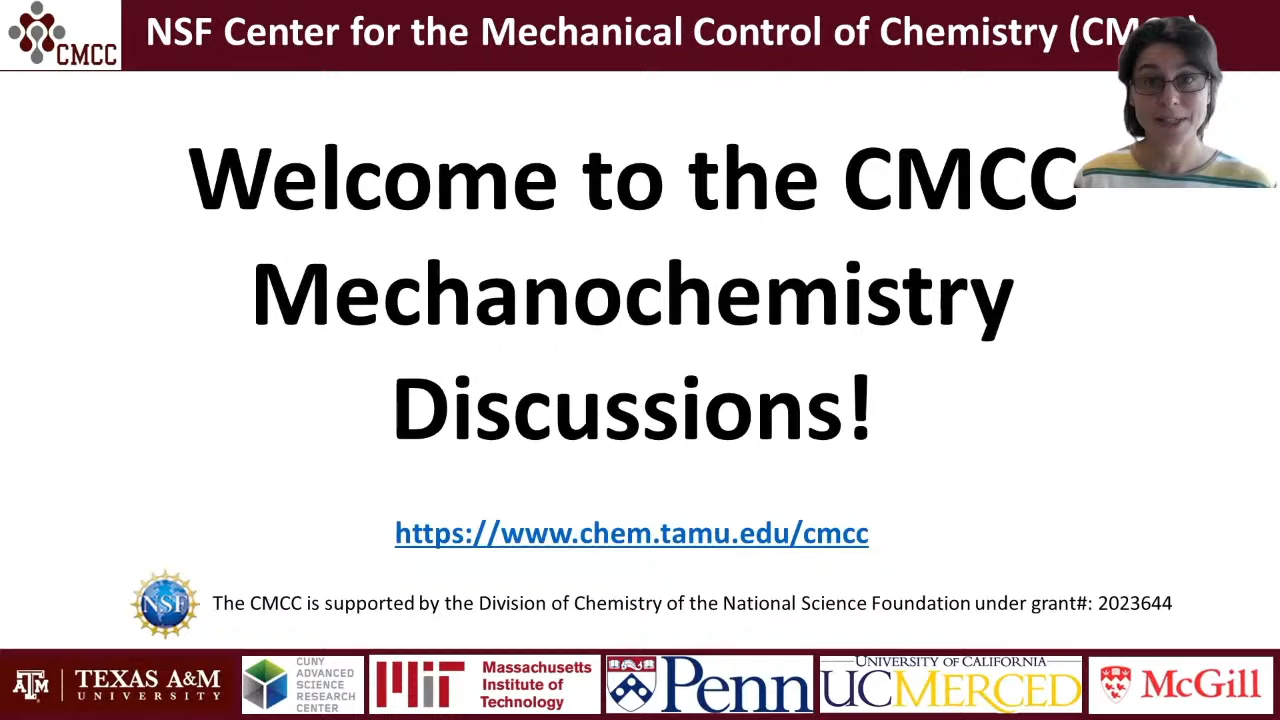 CMCC
NSF Center for the Mechanical Control of Chemistry (CM
Welcome to the CMCC
Mechanochemistry
Discussions!
https://www.chem.tamu.edu/cmcc
NSF
The CMCC is supported by the Division of Chemistry of the National Science Foundation under grant#: 2023644
ATM
TEXAS A&M
UNIVERSITY
CUNY
ADVANCED
SCIENCE
RESEARCH
CENTER
Massachusetts
Institute of
Technology
Penn
UNIVERSITY OF CALIFORNIA
UCMERCED
McGill